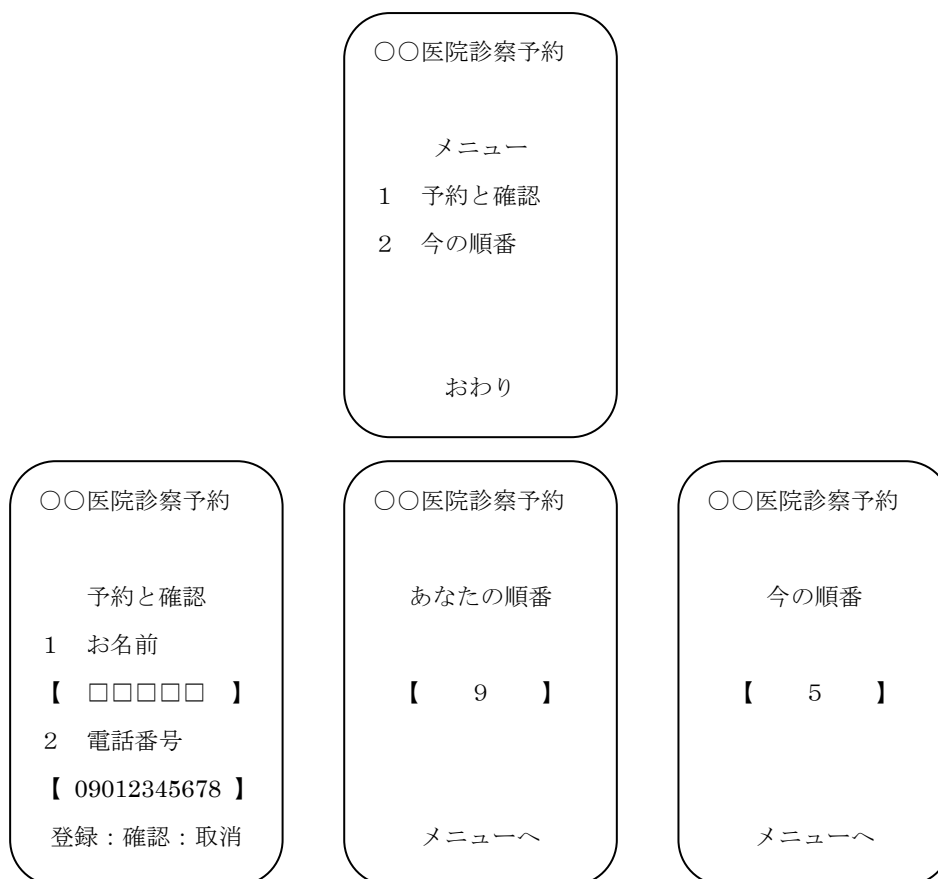 ○○医院診察予約
メニュー
1 予約と確認
2 今の順番
おわり
○○医院診察予約
予約と確認
1 お名前
【 □□□□□ 】
2 電話番号
【 09012345678 】
登録:確認:取消
○○医院診察予約
あなたの順番
【 9 】
メニューへ
○○医院診察予約
今の順番
【 5 】
メニューへ